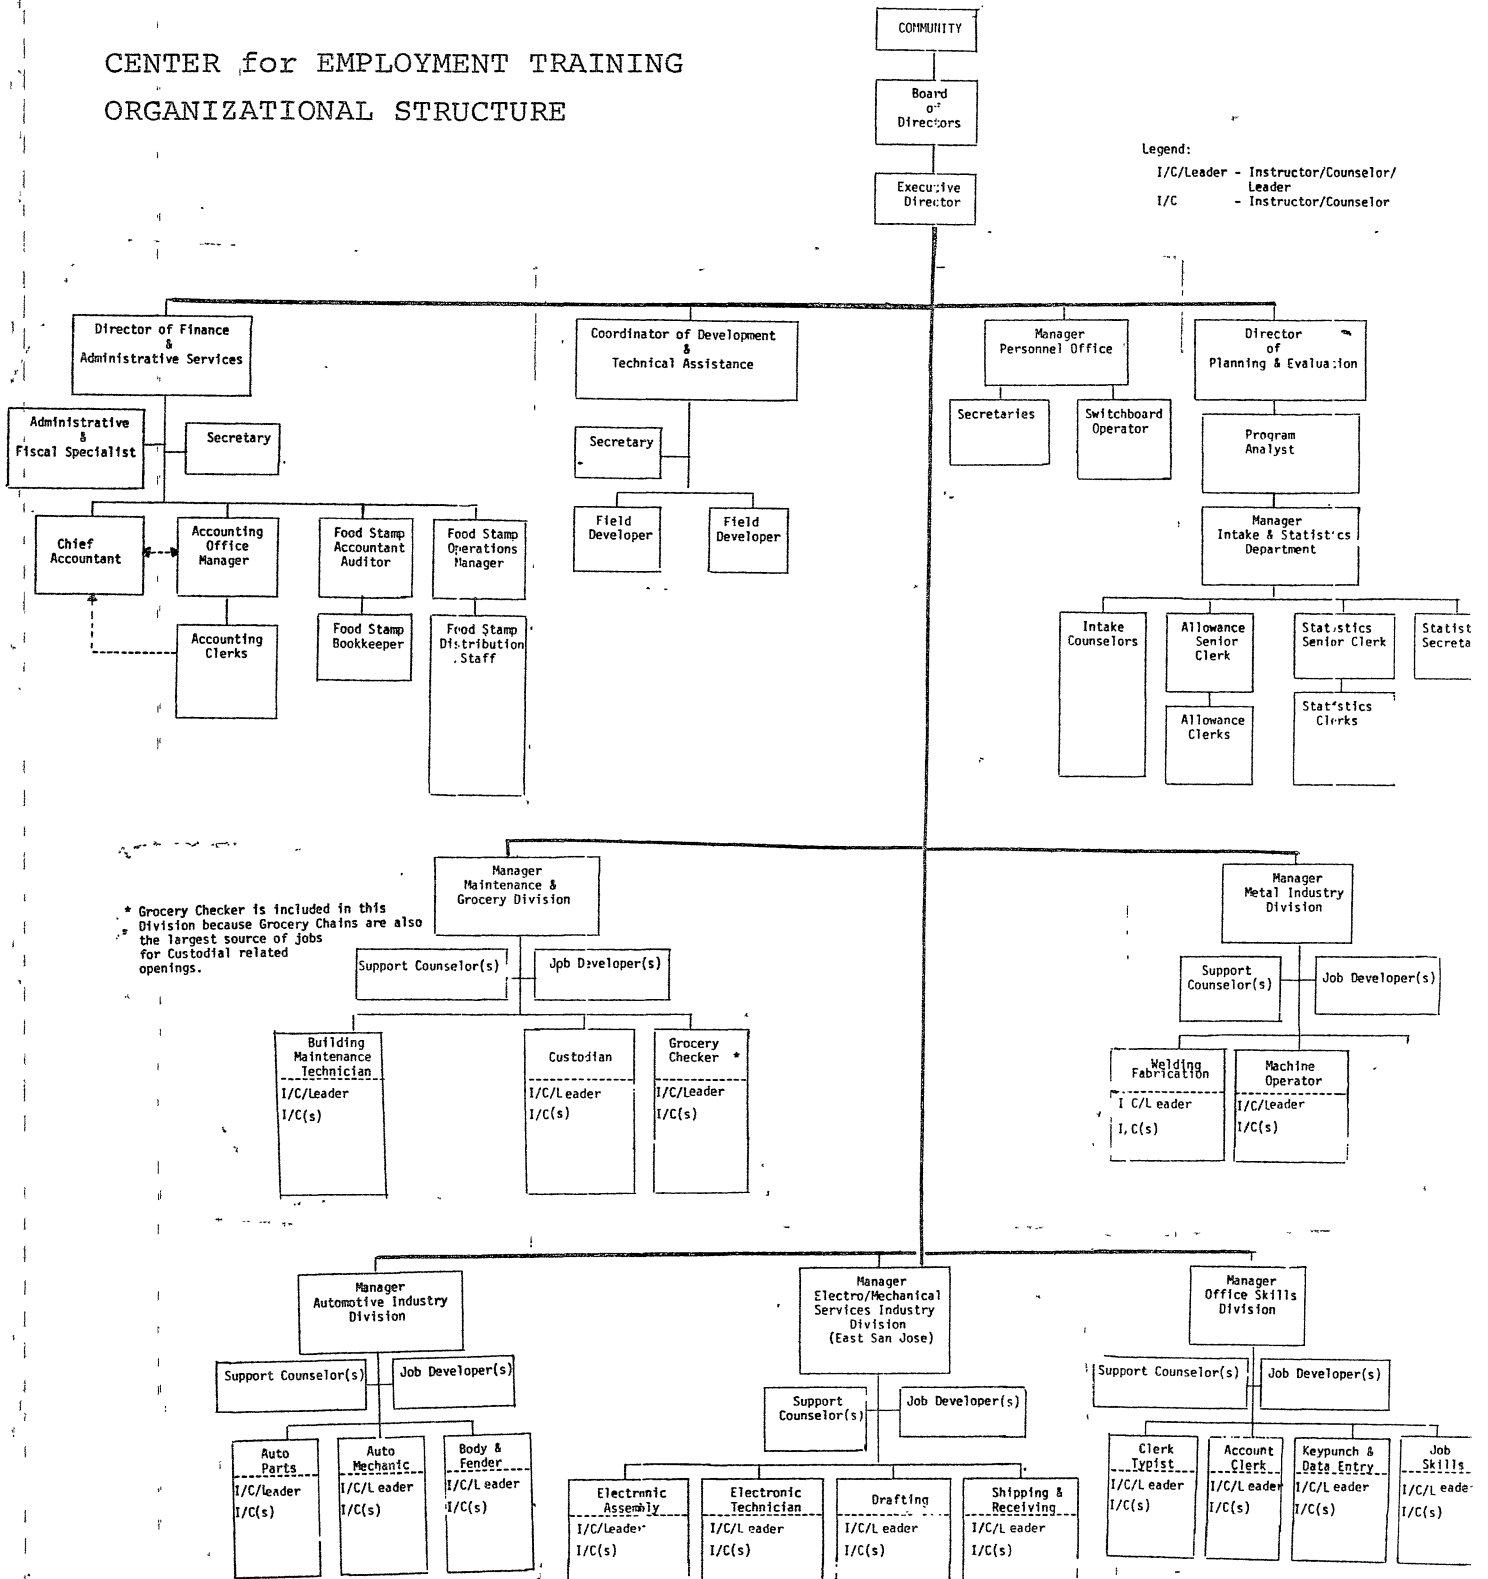 COMMUNITY
CENTER for EMPLOYMENT TRAINING
ORGANIZATIONAL STRUCTURE
Board
of
Directors
Executive
Director
Legend:
I/C/Leader - Instructor/Counselor/
Leader
I/C - Instructor/Counselor
Director of Finance
&
Administrative Services
Coordinator of Development
&
Technical Assistance
Manager
Personnel Office
Director
of
Planning & Evaluation
Administrative
&
Fiscal Specialist
Secretary
Secretary
Secretaries
Switchboard
Operator
Program
Analyst
Chief
Accountant
Accounting
Office
Manager
Food Stamp
Accountant
Auditor
Food Stamp
Operations
Manager
Field
Developer
Field
Developer
Manager
Intake & Statistics
Department
Accounting
Clerks
Food Stamp
Bookkeeper
Food Stamp
Distribution
Staff
Intake
Counselors
Allowance
Senior
Clerk
Statistics
Senior Clerk
Statist
Secreta
Allowance
Clerks
Statistics
Clerks
Manager
Maintenance &
Grocery Division
Manager
Metal Industry
Division
* Grocery Checker is included in this
Division because Grocery Chains are also
the largest source of jobs
for Custodial related
openings.
Support Counselor(s)
Job Developer(s)
Support
Counselor(s)
Job Developer(s)
Building
Maintenance
Technician
I/C/Leader
I/C(s)
Custodian
I/C/Leader
I/C(s)
Grocery
Checker *
I/C/Leader
I/C(s)
Welding
Fabrication
I C/Leader
I,C(s)
Machine
Operator
I/C/Leader
I/C(s)
Manager
Automotive Industry
Division
Manager
Electro/Mechanical
Services Industry
Division
(East San Jose)
Manager
Office Skills
Division
Support Counselor(s)
Job Developer(s)
Support
Counselor(s)
Job Developer(s)
Support Counselor(s)
Job Developer(s)
Auto
Parts
I/C/Leader
I/C(s)
Auto
Mechanic
I/C/Leader
I/C(s)
Body &
Fender
I/C/Leader
I/C(s)
Electronic
Assembly
I/C/Leader
I/C(s)
Electronic
Technician
I/C/Leader
I/C(s)
Drafting
I/C/Leader
I/C(s)
Shipping &
Receiving
I/C/Leader
I/C(s)
Clerk
Typist
I/C/Leader
I/C(s)
Account
Clerk
I/C/Leader
I/C(s)
Keypunch &
Data Entry
I/C/Leader
I/C(s)
Job
Skills
I/C/Leade
I/C(s)